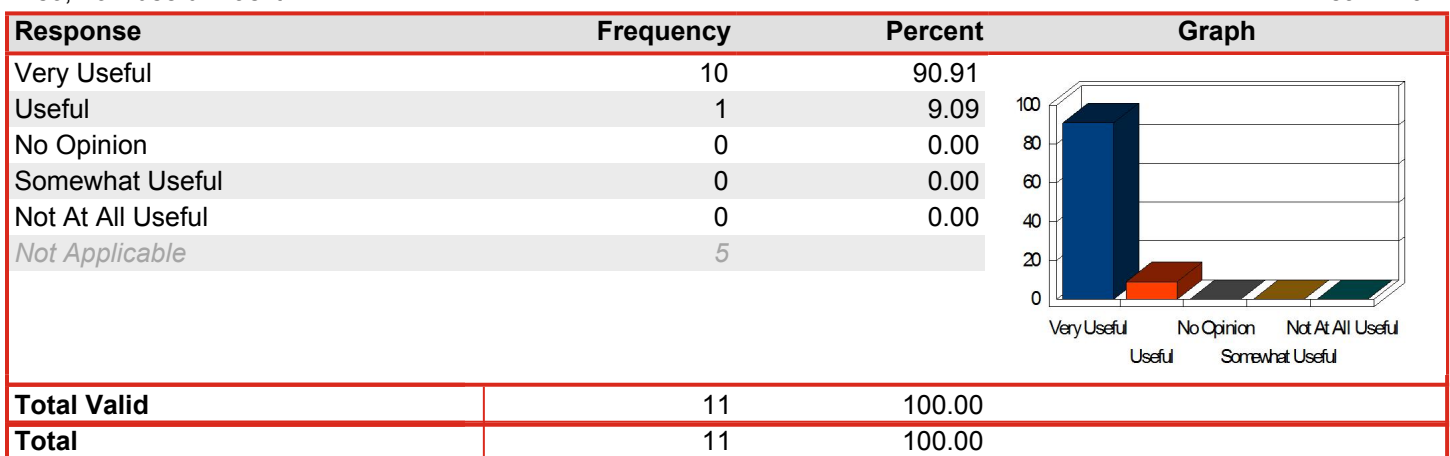 Response Frequency Percent Graph
Very Useful 10 90.91
Useful 1 9.09
No Opinion 0 0.00
Somewhat Useful 0 0.00
Not At All Useful 0 0.00
Not Applicable 5
100
80
60
40
20
0
Very Useful No Opinion Not At All Useful
Useful Somewhat Useful
Total Valid 11 100.00
Total 11 100.00